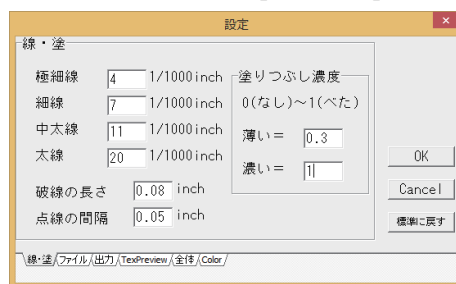 設定
線・塗
極細線 4 1/1000inch
細線 7 1/1000inch
中太線 11 1/1000inch
太線 20 1/1000inch
破線の長さ 0.08 inch
点線の間隔 0.05 inch
塗りつぶし濃度
0(なし)~1(べた)
薄い= 0.3
濃い= 1
OK
Cancel
標準に戻す
線・塗 ファイル 出力 TexPreview 全体 Color